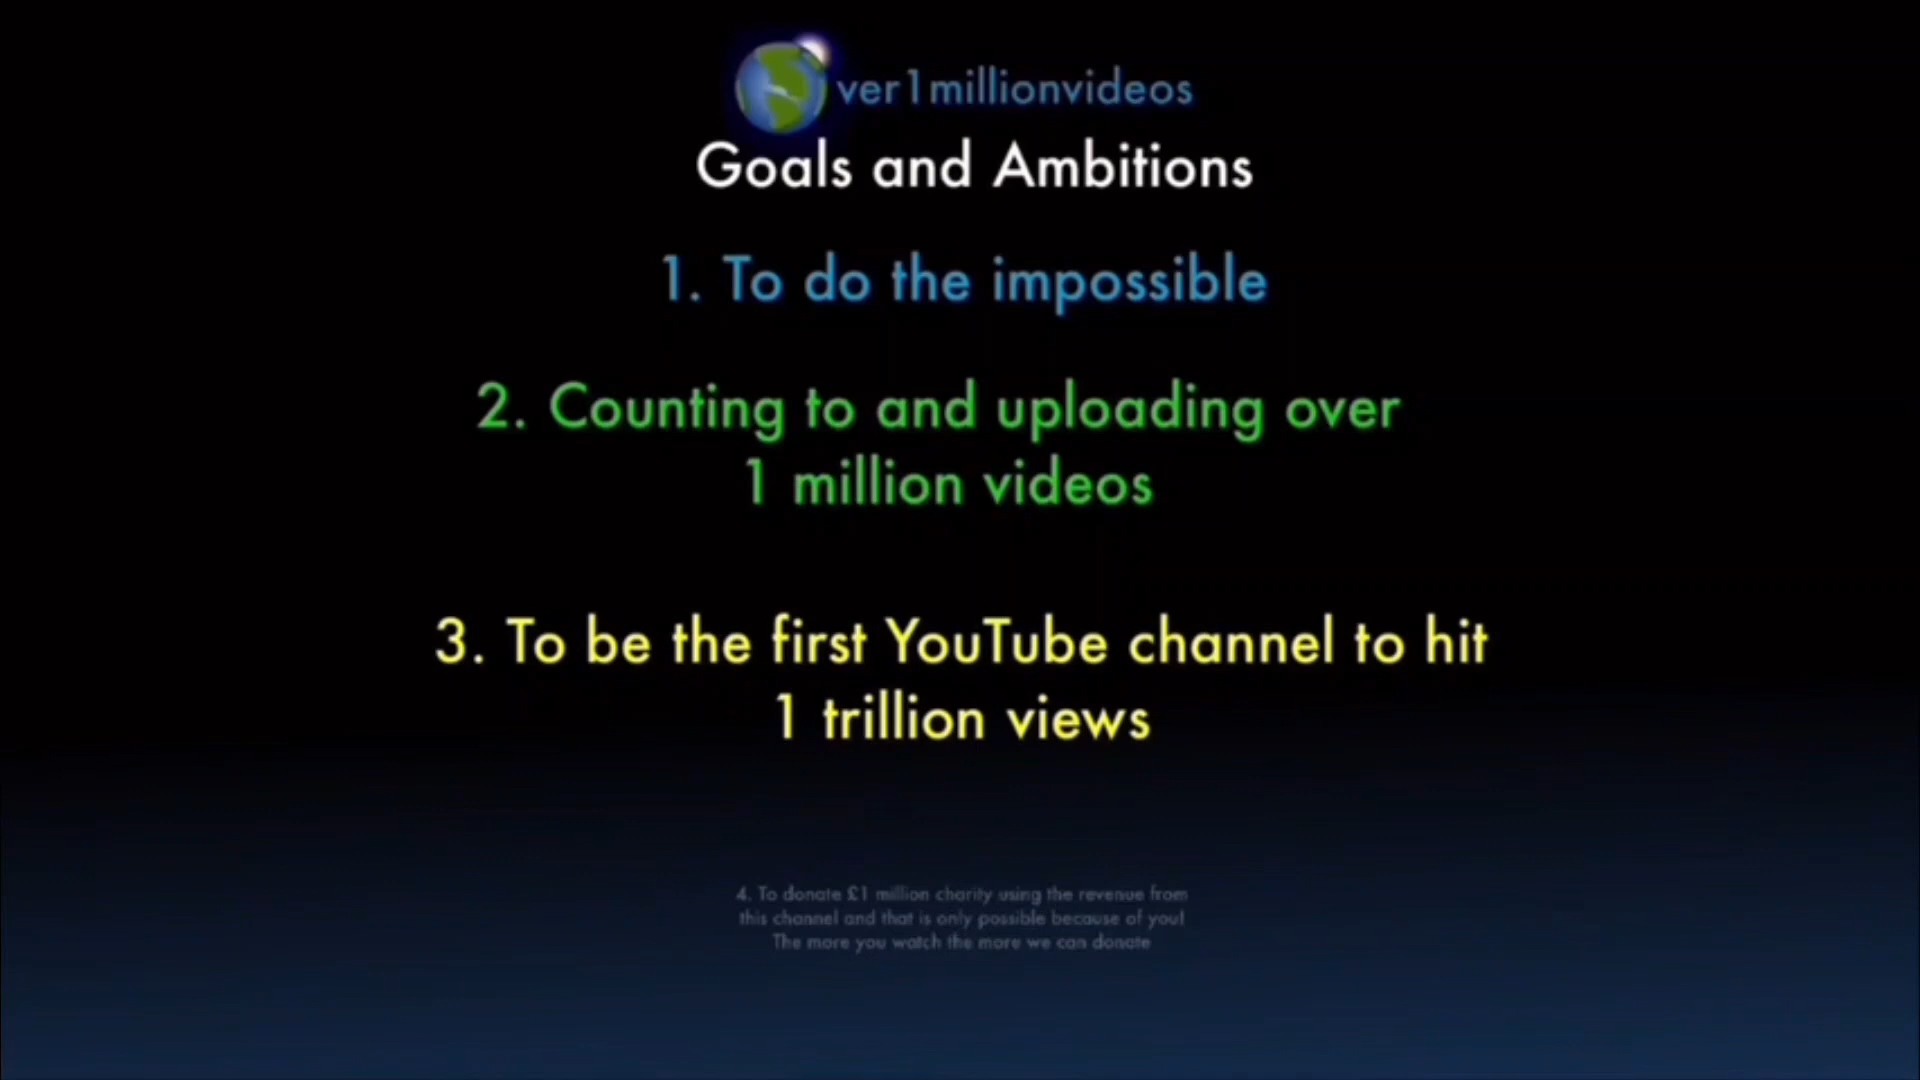 ver1millionvideos
Goals and Ambitions
1. To do the impossible
2. Counting to and uploading over
1 million videos
3. To be the first YouTube channel to hit
1 trillion views
4. To donate £1 million charity using the revenue from
this channel and that is only possible because of you!
The more you watch the more we can donate